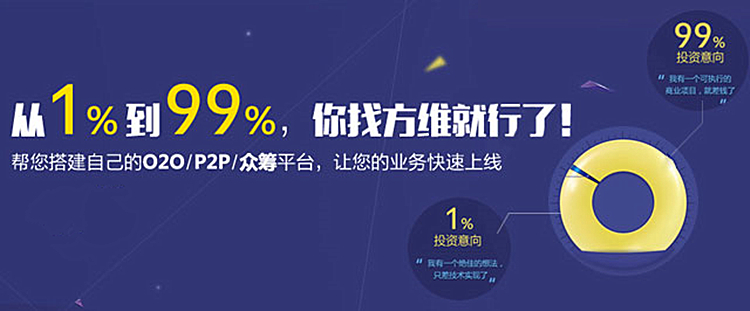 从1%到99%，你找方维就行了！
帮您搭建自己的O2O/P2P/众筹平台，让您的业务快速上线
99%
投资意向
“我有一个可执行的
商业项目，就差钱了”
1%
投资意向
“我有一个绝佳的想法，
只差技术实现了”